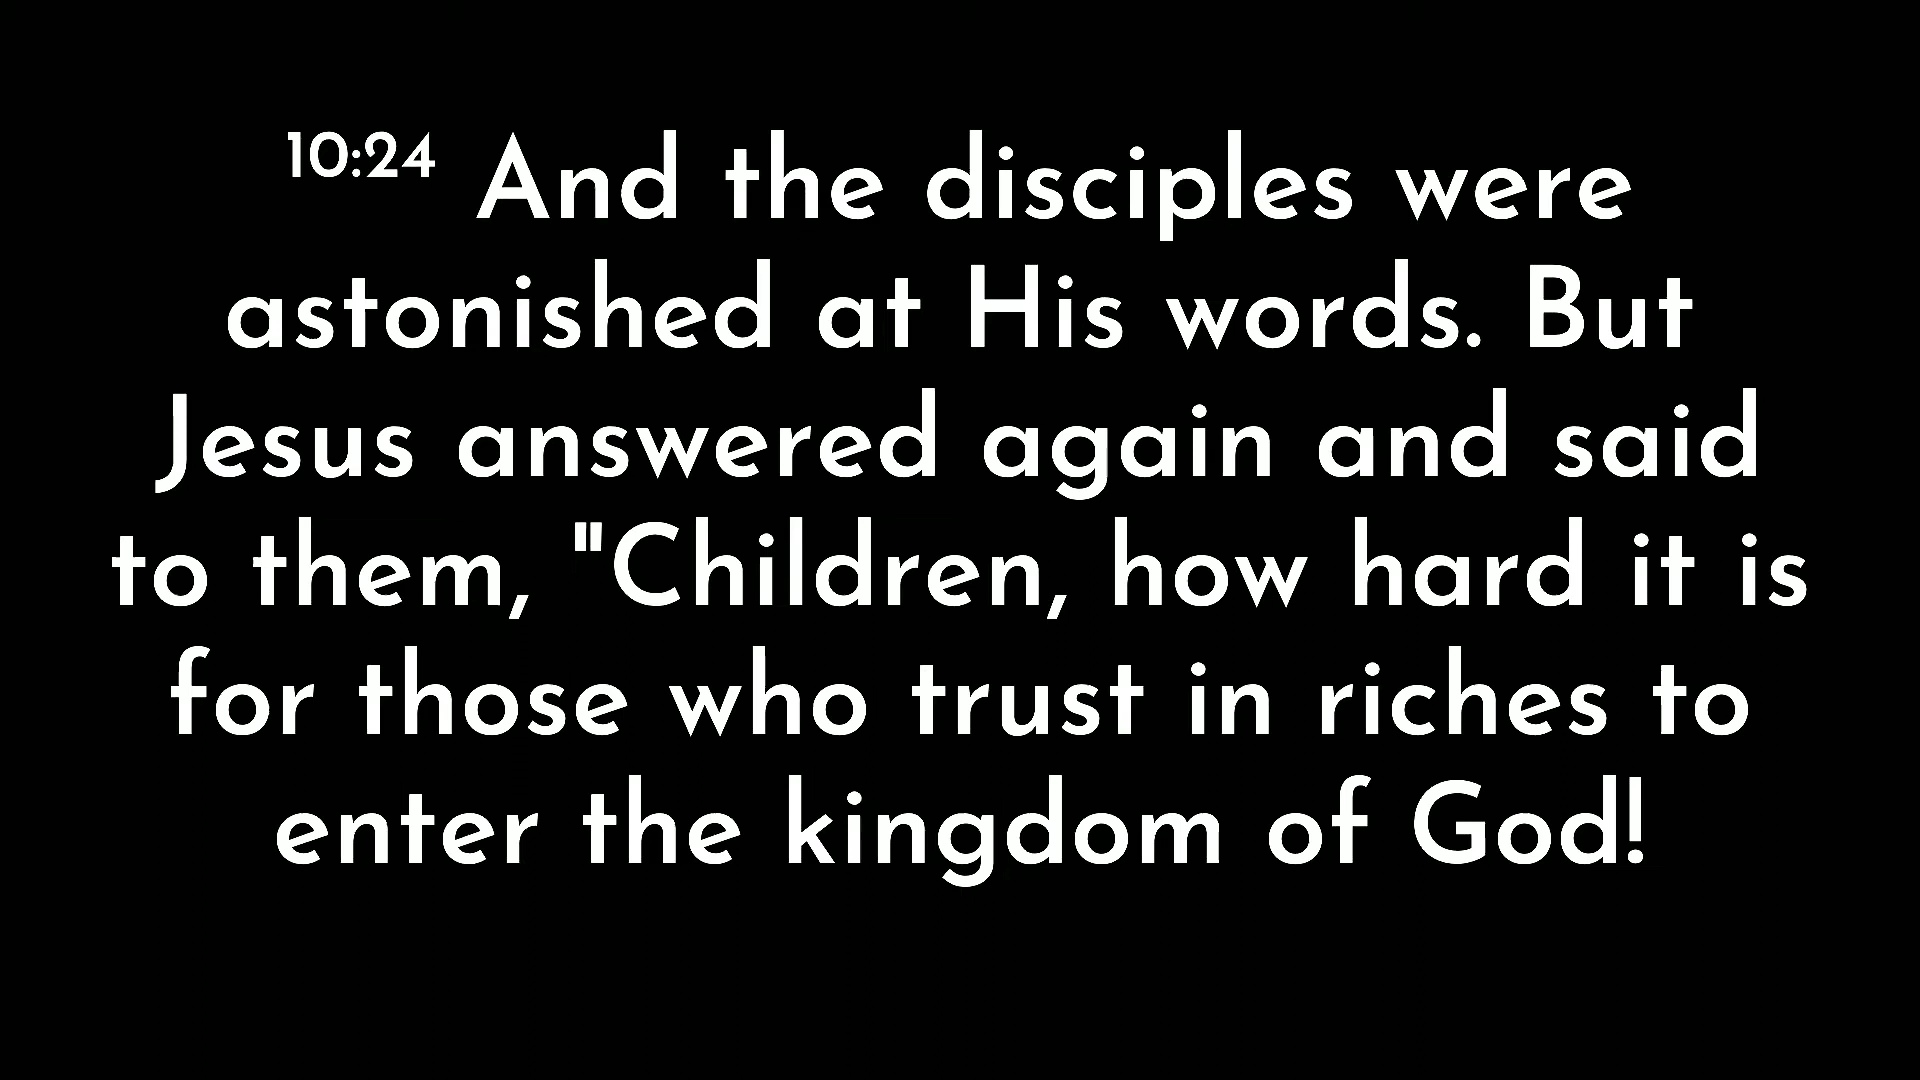 10:24 And the disciples were
astonished at His words. But
Jesus answered again and said
to them, "Children, how hard it is
for those who trust in riches to
enter the kingdom of God!